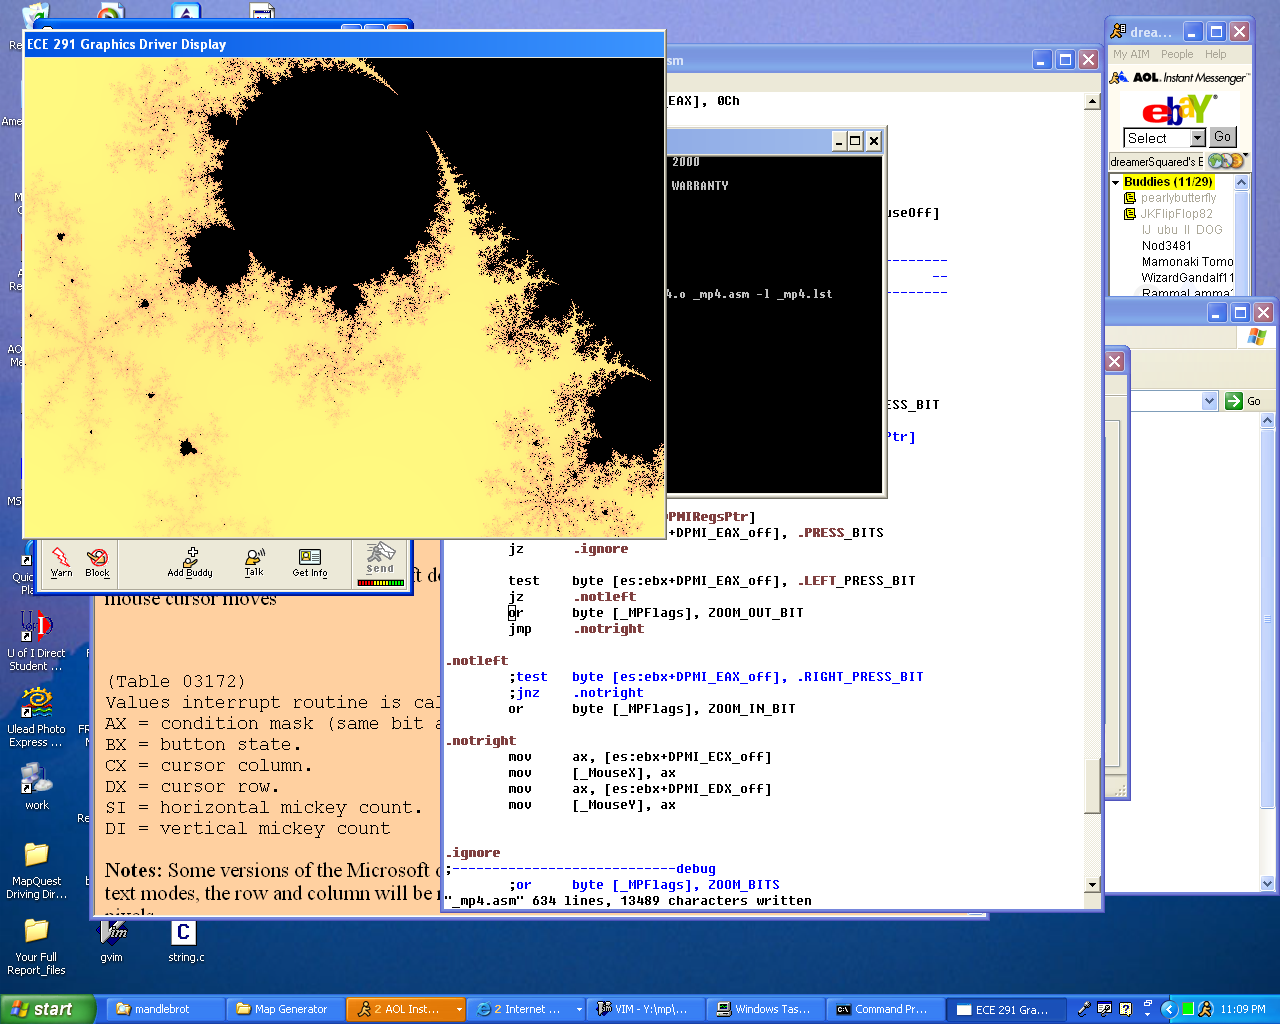 ECE 291 Graphics Driver Display
sm
EAX], 0Ch
2000
WARRANTY
useOff]
4.o _mp4.asm -l _mp4.lst
ESS_BIT
Ptr]
DPMIRegsPtr]
+DPMI_EAX_off], .PRESS_BITS
jz .ignore
test byte [es:ebx+DPMI_EAX_off], .LEFT_PRESS_BIT
jz .notleft
or byte [_MPFlags], ZOOM_OUT_BIT
jmp .notright
.notleft
;test byte [es:ebx+DPMI_EAX_off], .RIGHT_PRESS_BIT
;jnz .notright
or byte [_MPFlags], ZOOM_IN_BIT
.notright
mov ax, [es:ebx+DPMI_ECX_off]
mov [_MouseX], ax
mov ax, [es:ebx+DPMI_EDX_off]
mov [_MouseY], ax
.ignore
;----------------------------debug
;or byte [_MPFlags], ZOOM_BITS
"_mp4.asm" 634 lines, 13489 characters written
drea...
My AIM People Help
AOL Instant Messenger
ebay
Select Go
dreamerSquared's B
Buddies (11/29)
pearlybutterfly
JKFlipFlop82
IJ ubu II DOG
Nod3481
Mamonaki Tomo
WizardGandalf11
Go
Warn Block Add Buddy Talk Get Info Send
mouse cursor moves
(Table 03172)
Values interrupt routine is cal
AX = condition mask (same bit a
BX = button state.
CX = cursor column.
DX = cursor row.
SI = horizontal mickey count.
DI = vertical mickey count
Notes: Some versions of the Microsoft
text modes, the row and column will be
U of I Direct
Student ...
Ulead Photo
Express ...
work
MapQuest
Driving Dir...
Your Full
Report_files
gvim
string.c
start
mandlebrot
Map Generator
2 AOL Inst...
2 Internet ...
VIM - Y:\mp\...
Windows Tas...
Command Pr...
ECE 291 Gra...
11:09 PM